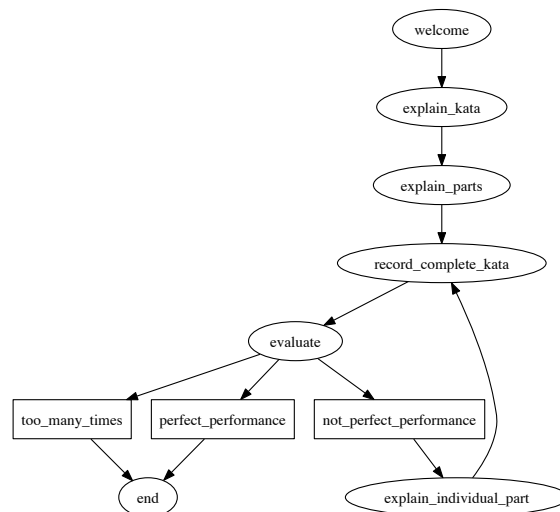 welcome
explain_kata
explain_parts
record_complete_kata
evaluate
too_many_times
perfect_performance
not_perfect_performance
end
explain_individual_part